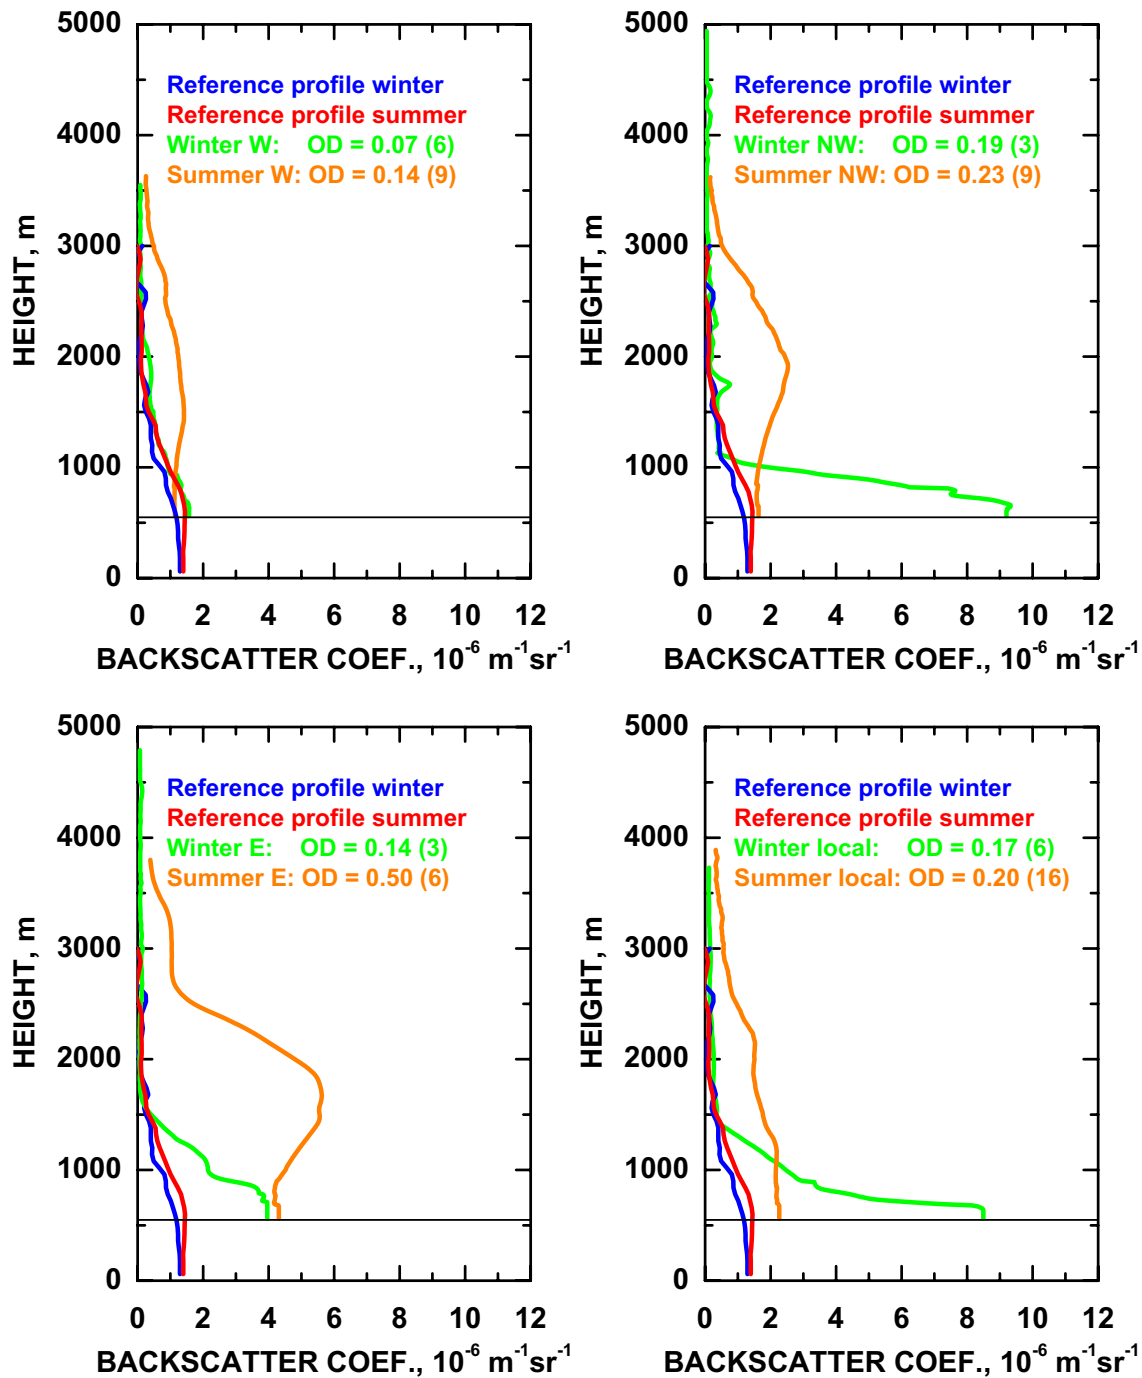 5000
4000
3000
2000
1000
0
HEIGHT, m
Reference profile winter
Reference profile summer
Winter W: OD = 0.07 (6)
Summer W: OD = 0.14 (9)
0 2 4 6 8 10 12
BACKSCATTER COEF., 10⁻⁶ m⁻¹sr⁻¹
5000
4000
3000
2000
1000
0
HEIGHT, m
Reference profile winter
Reference profile summer
Winter NW: OD = 0.19 (3)
Summer NW: OD = 0.23 (9)
0 2 4 6 8 10 12
BACKSCATTER COEF., 10⁻⁶ m⁻¹sr⁻¹
5000
4000
3000
2000
1000
0
HEIGHT, m
Reference profile winter
Reference profile summer
Winter E: OD = 0.14 (3)
Summer E: OD = 0.50 (6)
0 2 4 6 8 10 12
BACKSCATTER COEF., 10⁻⁶ m⁻¹sr⁻¹
5000
4000
3000
2000
1000
0
HEIGHT, m
Reference profile winter
Reference profile summer
Winter local: OD = 0.17 (6)
Summer local: OD = 0.20 (16)
0 2 4 6 8 10 12
BACKSCATTER COEF., 10⁻⁶ m⁻¹sr⁻¹